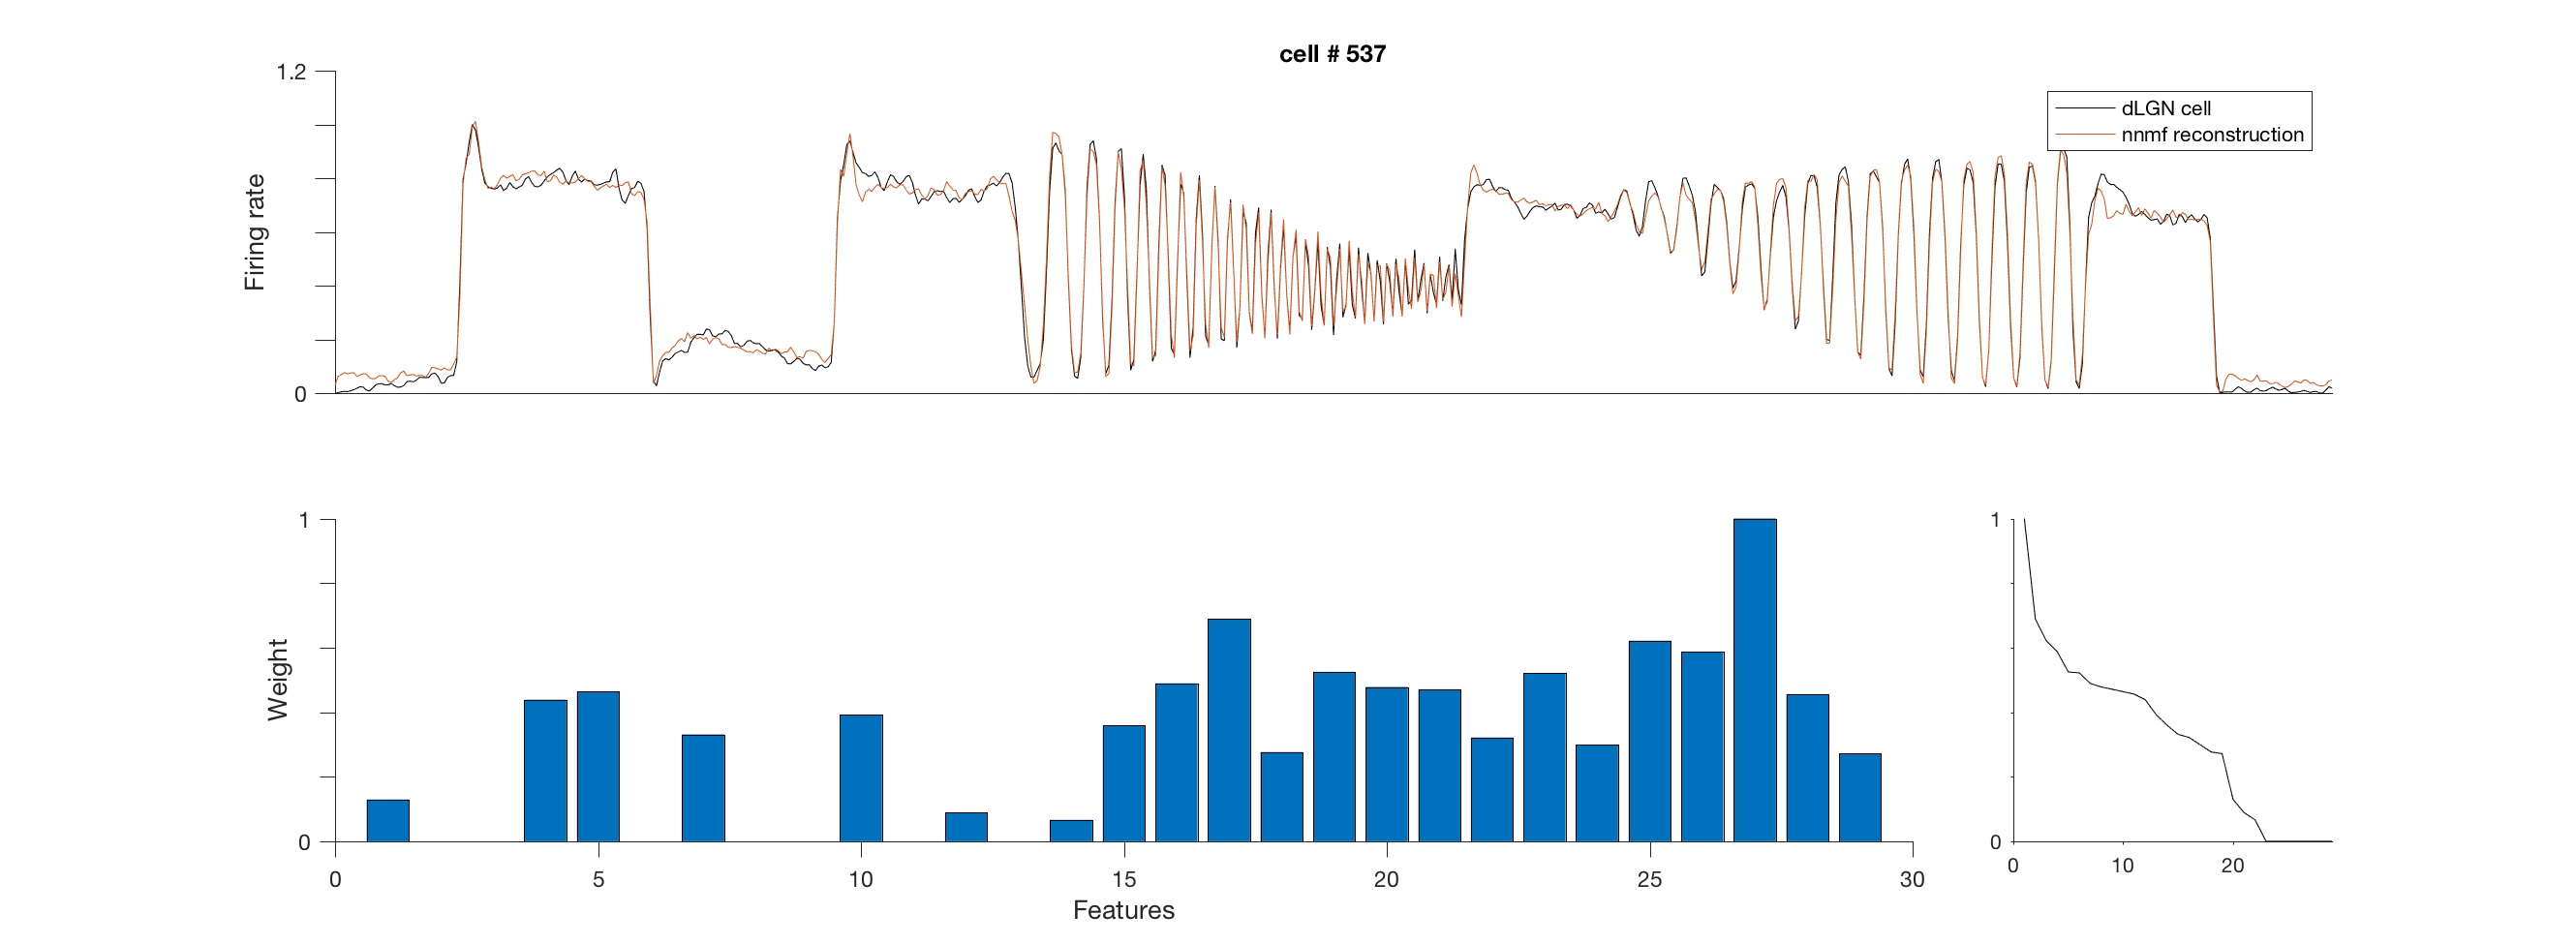 cell # 537
1.2
0
Firing rate
dLGN cell
nnmf reconstruction
1
0
Weight
0 5 10 15 20 25 30
Features
1
0
0 10 20